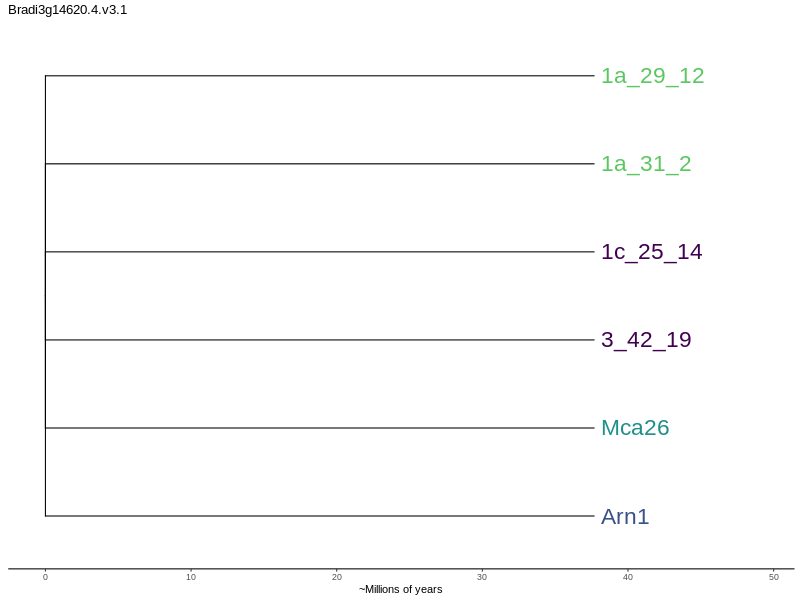 Bradi3g14620.4.v3.1
1a_29_12
1a_31_2
1c_25_14
3_42_19
Mca26
Arn1
0 10 20 30 40 50
~Millions of years